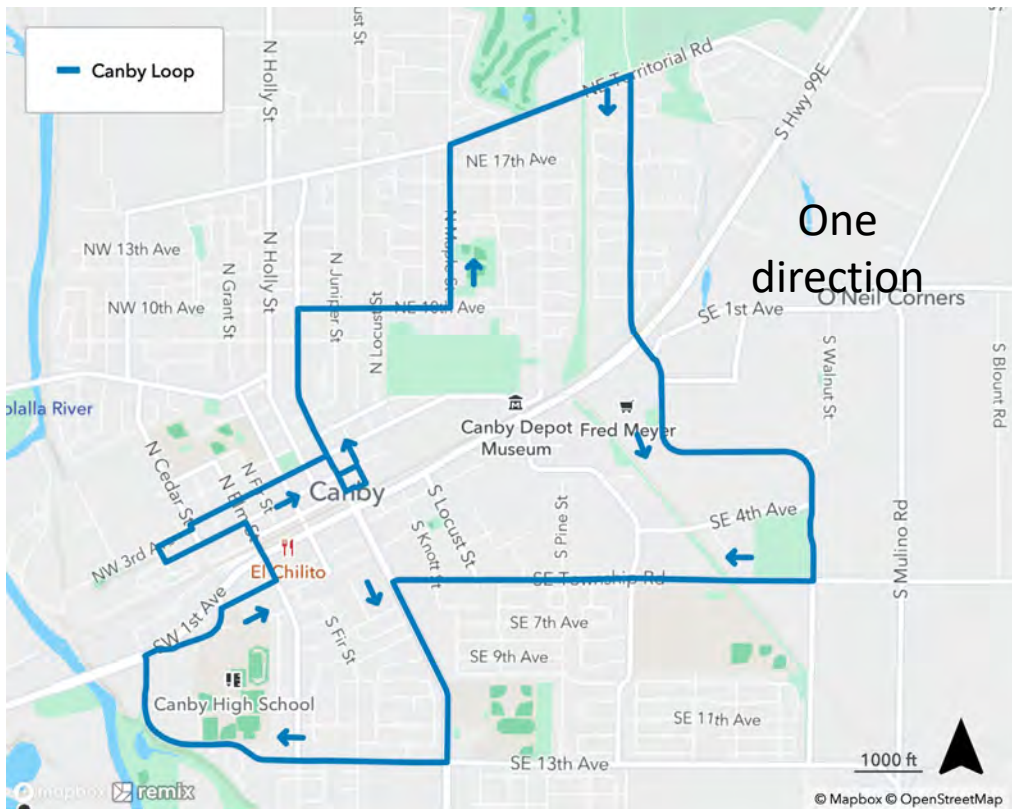 Canby Loop
ust St
N Holly St
NE Territorial Rd
S Hwy 99E
NE 17th Ave
One
direction
NW 13th Ave
N Maple St
N Grant St
N Holly St
N Juniper St
N Locust St
NW 10th Ave
NE 10th Ave
O'Neil Corners
SE 1st Ave
S Walnut St
S Blount Rd
olalla River
Canby Depot
Museum
Fred Meyer
N Cedar St
N Elm St
N Fir St
Canby
S Locust St
S Knott St
S Pine St
SE 4th Ave
S Mulino Rd
NW 3rd A
El Chilito
SE Township Rd
SW 1st Ave
S Fir St
SE 7th Ave
SE 9th Ave
Canby High School
SE 11th Ave
SE 13th Ave
1000 ft
mapbox remix
© Mapbox © OpenStreetMap